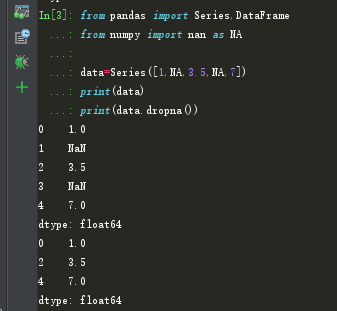 In[3]: from pandas import Series,DataFrame
  ...: from numpy import nan as NA
  ...:
  ...: data=Series([1,NA,3.5,NA,7])
  ...: print(data)
  ...: print(data.dropna())
0    1.0
1    NaN
2    3.5
3    NaN
4    7.0
dtype: float64
0    1.0
2    3.5
4    7.0
dtype: float64